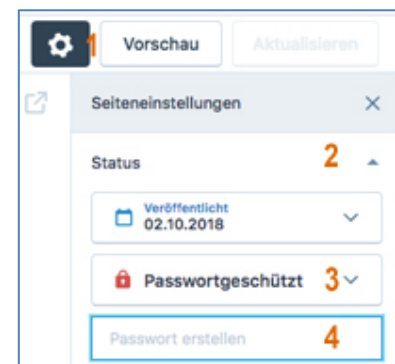 1 Vorschau Aktualisieren
Seiteneinstellungen
Status 2
Veröffentlicht
02.10.2018
Passwortgeschützt 3
Passwort erstellen 4